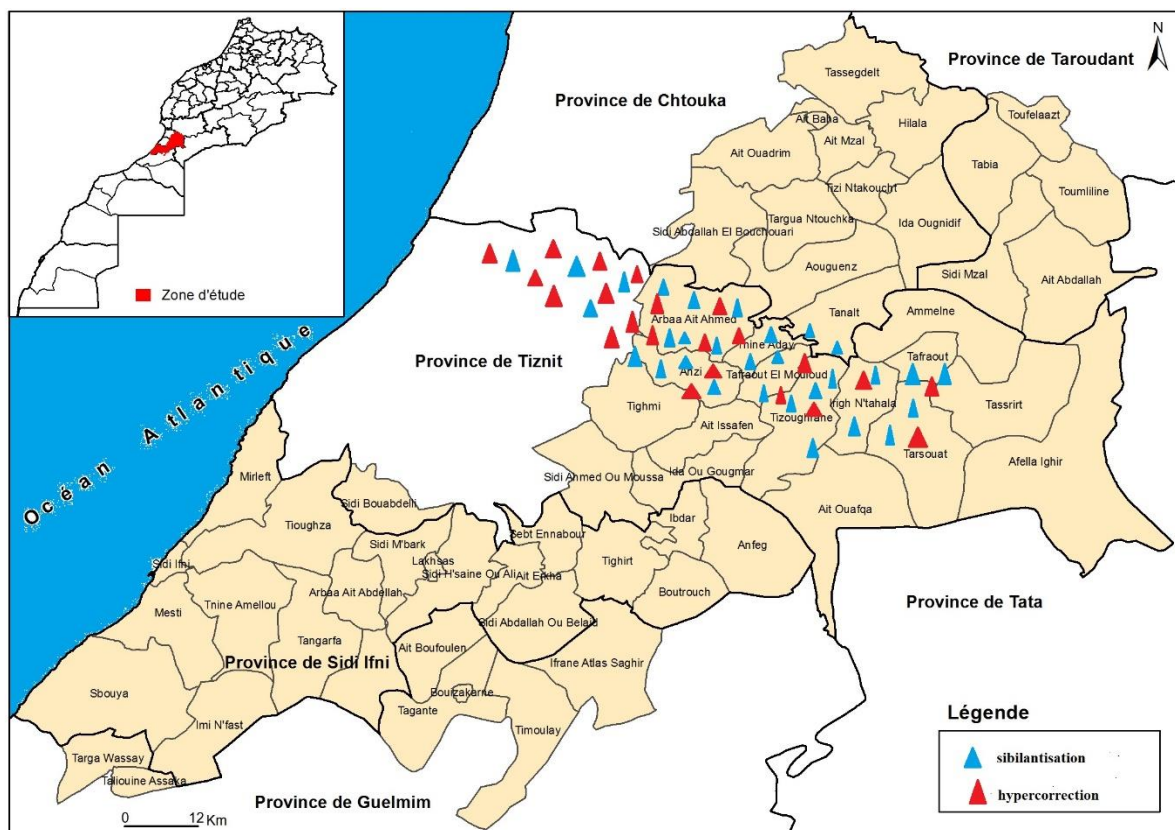 N
Province de Taroudant
Tassegdelt
Province de Chtouka
Toufelaazt
Ait Baha
Hilala
Ait Mzal
Ait Ouadrim
Tabia
Tizi Ntakoucht
Toumliline
Targua Ntouchka
Ida Ougnidif
Sidi Abdallah El Bouchouari
Zone d'étude
Aouguenz
Sidi Mzal
Ait Abdallah
Tanalt
Ammelne
Arbaa Ait Ahmed
Océan Atlantique
Tnine Aday
Tafraout
Province de Tiznit
Anzi
Tafraout El Mouloud
Tighmi
Irigh N'tahala
Tassrirt
Tizoughrane
Ait Issafen
Tarsouat
Afella Ighir
Ida Ou Gougmar
Sidi Ahmed Ou Moussa
Mirleft
Sidi Bouabdelli
Ait Ouafqa
Tioughza
Ibdar
Sebt Ennabour
Sidi M'bark
Anfeg
Lakhsas
Tighirt
Sidi Ifni
Sidi H'saine Ou Ali
Ait Erkha
Arbaa Ait Abdellah
Boutrouch
Mesti
Tnine Amellou
Province de Tata
Sidi Abdallah Ou Belaid
Tangarfa
Ait Boufoulen
Province de Sidi Ifni
Ifrane Atlas Saghir
Sbouya
Bouizakarne
Tagante
Légende
Imi N'fast
Timoulay
sibilantisation
Targa Wassay
Taliouine Assaka
hypercorrection
Province de Guelmim
0 12 Km